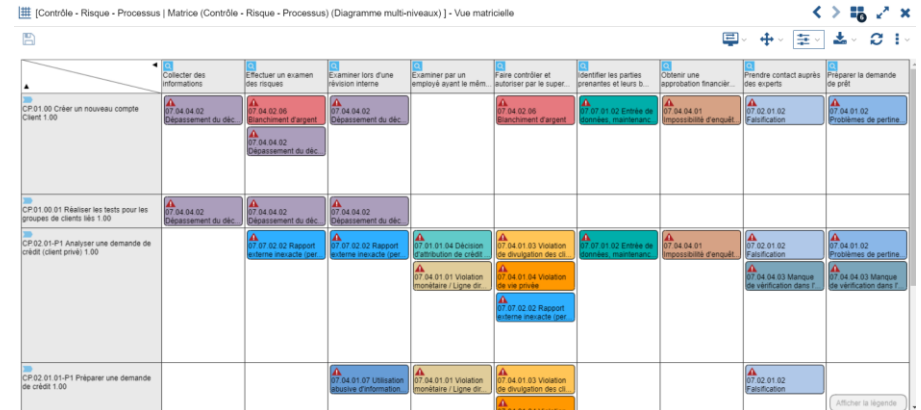 [Contrôle - Risque - Processus | Matrice (Contrôle - Risque - Processus) (Diagramme multi-niveaux) ] - Vue matricielle
6
Collecter des
informations
Effectuer un examen
des risques
Examiner lors d'une
révision interne
Examiner par un
employé ayant le mêm...
Faire contrôler et
autoriser par le super...
Identifier les parties
prenantes et leurs b...
Obtenir une
approbation financièr...
Prendre contact auprès
des experts
Préparer la demande
de prêt
CP.01.00 Créer un nouveau compte
Client 1.00
07.04.04.02
Dépassement du déc...
07.04.02.06
Blanchiment d'argent
07.04.04.02
Dépassement du déc...
07.04.04.02
Dépassement du déc...
07.04.02.06
Blanchiment d'argent
07.07.01.02 Entrée de
données, maintenanc...
07.04.04.01
Impossibilité d'enquêt...
07.02.01.02
Falsification
07.04.01.02
Problèmes de pertine...
CP.01.00.01 Réaliser les tests pour les
groupes de clients liés 1.00
07.04.04.02
Dépassement du déc...
07.04.04.02
Dépassement du déc...
07.04.04.02
Dépassement du déc...
CP.02.01-P1 Analyser une demande de
crédit (client privé) 1.00
07.07.02.02 Rapport
externe inexacte (per...
07.07.02.02 Rapport
externe inexacte (per...
07.01.01.04 Décision
d'attribution de crédit ...
07.04.01.01 Violation
monétaire / Ligne dir...
07.04.01.03 Violation
de divulgation des cli...
07.04.01.04 Violation
de vie privée
07.07.02.02 Rapport
externe inexacte (per...
07.07.01.02 Entrée de
données, maintenanc...
07.04.04.01
Impossibilité d'enquêt...
07.02.01.02
Falsification
07.04.04.03 Manque
de vérification dans l'...
07.04.01.02
Problèmes de pertine...
07.04.04.03 Manque
de vérification dans l'...
CP.02.01.01-P1 Préparer une demande
de crédit 1.00
07.04.01.07 Utilisation
abusive d'information...
07.04.01.01 Violation
monétaire / Ligne dir...
07.04.01.03 Violation
de divulgation des cli...
07.02.01.02
Falsification
Afficher la légende